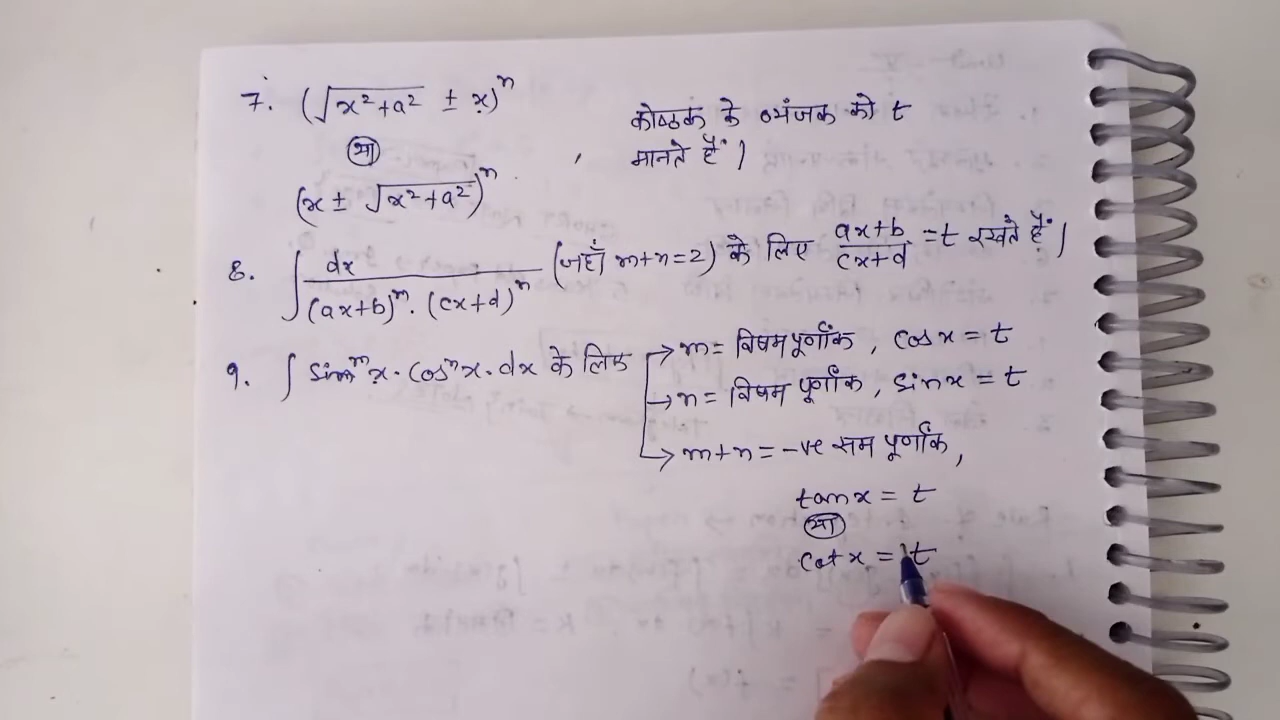 7. (√x²+a² ± x)ⁿ
या
(x ± √x²+a²)ⁿ
, कोष्ठक के व्यंजक को t
मानते हैं।
8. ∫ dx / (ax+b)ᵐ · (cx+d)ⁿ (जहाँ m+n=2) के लिए ax+b / cx+d = t रखते हैं।
9. ∫ sinᵐx · cosⁿx · dx के लिए
→ m = विषम पूर्णांक, cos x = t
→ n = विषम पूर्णांक, sin x = t
→ m+n = -ve सम पूर्णांक,
tan x = t
या
cot x = t